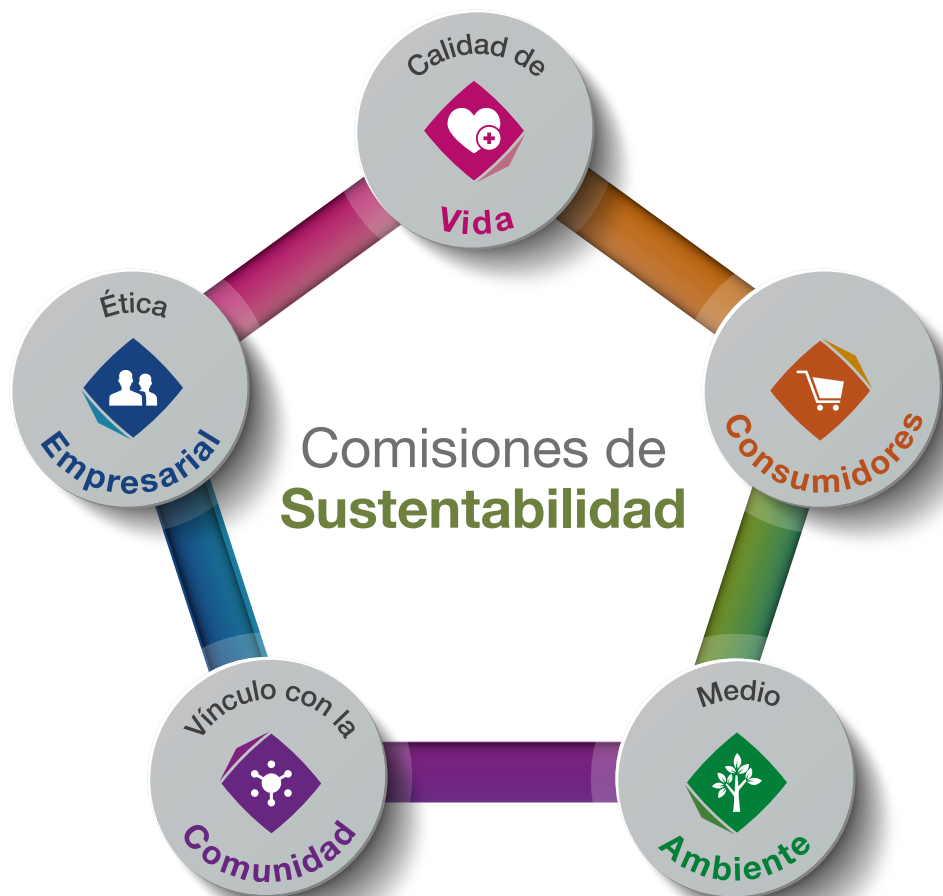 Calidad de
Vida
Ética
Empresarial
Consumidores
Comisiones de
Sustentabilidad
Vínculo con la
Comunidad
Medio
Ambiente